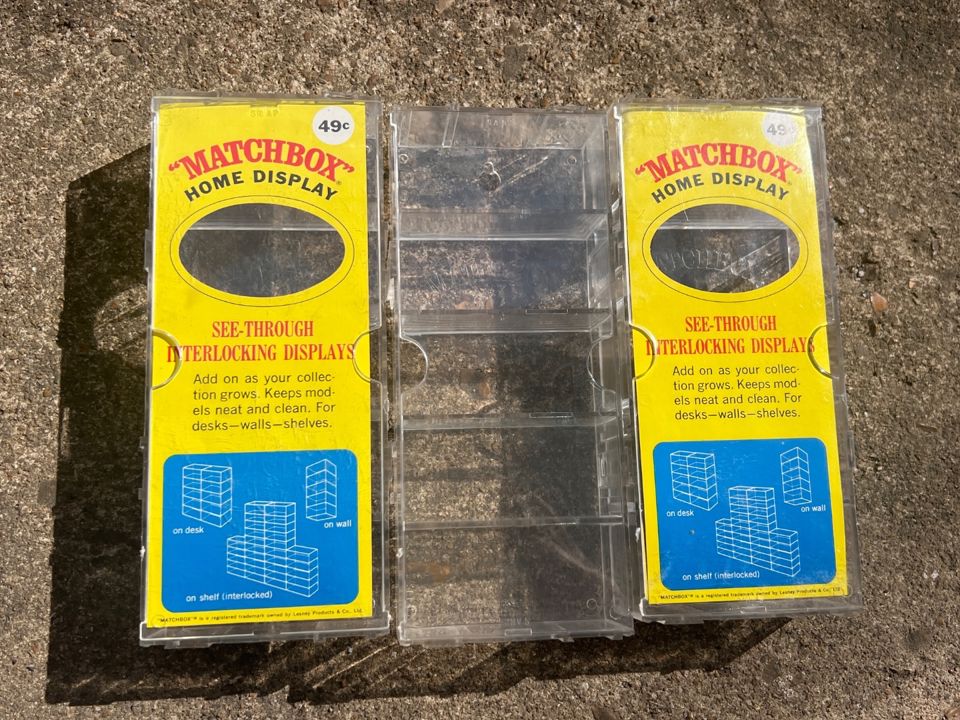 49¢
"MATCHBOX"®
HOME DISPLAY
SEE-THROUGH
INTERLOCKING DISPLAYS
Add on as your collec-
tion grows. Keeps mod-
els neat and clean. For
desks—walls—shelves.
on desk
on wall
on shelf (interlocked)
"MATCHBOX"® is a registered trademark owned by Lesney Products & Co., Ltd.
49¢
"MATCHBOX"
HOME DISPLAY
SEE-THROUGH
INTERLOCKING DISPLAYS
Add on as your collec-
tion grows. Keeps mod-
els neat and clean. For
desks—walls—shelves.
on desk
on wall
on shelf (interlocked)
"MATCHBOX"® is a registered trademark owned by Lesney Products & Co., Ltd.